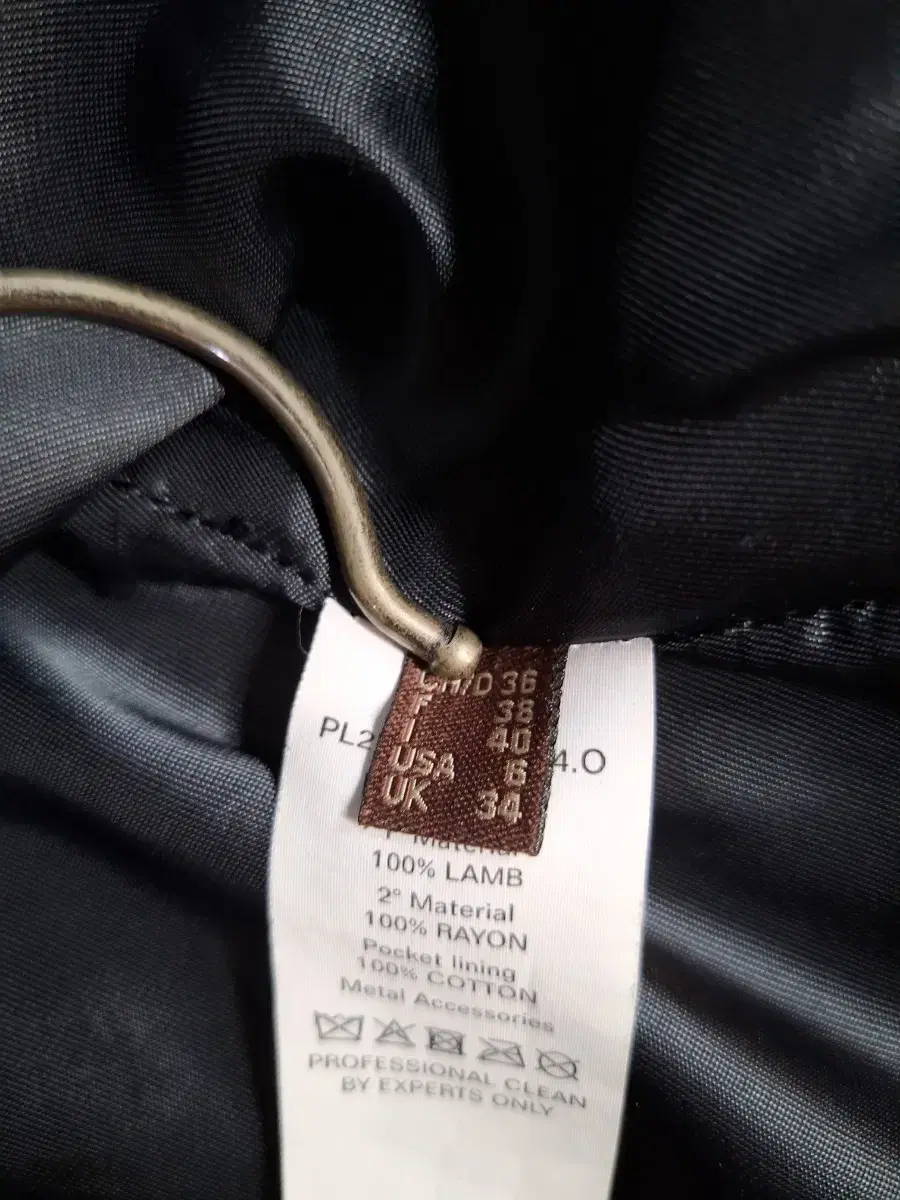 CH/D 36
F 38
I 40
USA 6
UK 34
PL2
4.O
Material
100% LAMB
2° Material
100% RAYON
Pocket lining
100% COTTON
Metal Accessories
PROFESSIONAL CLEAN
BY EXPERTS ONLY